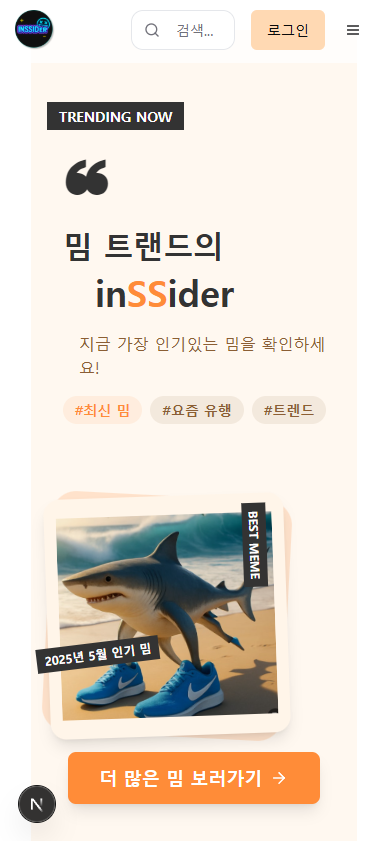 INSSIDER
검색...
로그인
TRENDING NOW
❝
밈 트랜드의
inSSider
지금 가장 인기있는 밈을 확인하세
요!
#최신 밈 #요즘 유행 #트렌드
BEST MEME
2025년 5월 인기 밈
더 많은 밈 보러가기 →
N